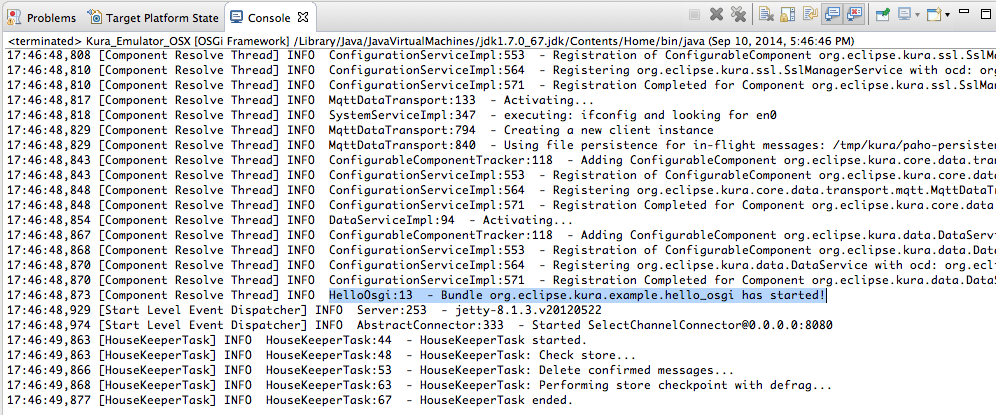 Problems Target Platform State Console
<terminated> Kura_Emulator_OSX [OSGi Framework] /Library/Java/JavaVirtualMachines/jdk1.7.0_67.jdk/Contents/Home/bin/java (Sep 10, 2014, 5:46:46 PM)
17:46:48,808 [Component Resolve Thread] INFO ConfigurationServiceImpl:553 - Registration of ConfigurableComponent org.eclipse.kura.ssl.SslMa
17:46:48,810 [Component Resolve Thread] INFO ConfigurationServiceImpl:564 - Registering org.eclipse.kura.ssl.SslManagerService with ocd: org
17:46:48,810 [Component Resolve Thread] INFO ConfigurationServiceImpl:571 - Registration Completed for Component org.eclipse.kura.ssl.SslMan
17:46:48,817 [Component Resolve Thread] INFO MqttDataTransport:133 - Activating...
17:46:48,818 [Component Resolve Thread] INFO SystemServiceImpl:347 - executing: ifconfig and looking for en0
17:46:48,829 [Component Resolve Thread] INFO MqttDataTransport:794 - Creating a new client instance
17:46:48,829 [Component Resolve Thread] INFO MqttDataTransport:840 - Using file persistence for in-flight messages: /tmp/kura/paho-persiste
17:46:48,843 [Component Resolve Thread] INFO ConfigurableComponentTracker:118 - Adding ConfigurableComponent org.eclipse.kura.core.data.tran
17:46:48,843 [Component Resolve Thread] INFO ConfigurationServiceImpl:553 - Registration of ConfigurableComponent org.eclipse.kura.core.data
17:46:48,848 [Component Resolve Thread] INFO ConfigurationServiceImpl:564 - Registering org.eclipse.kura.core.data.transport.mqtt.MqttDataTr
17:46:48,848 [Component Resolve Thread] INFO ConfigurationServiceImpl:571 - Registration Completed for Component org.eclipse.kura.core.data.
17:46:48,854 [Component Resolve Thread] INFO DataServiceImpl:94 - Activating...
17:46:48,867 [Component Resolve Thread] INFO ConfigurableComponentTracker:118 - Adding ConfigurableComponent org.eclipse.kura.data.DataServ
17:46:48,868 [Component Resolve Thread] INFO ConfigurationServiceImpl:553 - Registration of ConfigurableComponent org.eclipse.kura.data.Data
17:46:48,870 [Component Resolve Thread] INFO ConfigurationServiceImpl:564 - Registering org.eclipse.kura.data.DataService with ocd: org.ecli
17:46:48,870 [Component Resolve Thread] INFO ConfigurationServiceImpl:571 - Registration Completed for Component org.eclipse.kura.data.DataS
17:46:48,873 [Component Resolve Thread] INFO HelloOsgi:13 - Bundle org.eclipse.kura.example.hello_osgi has started!
17:46:48,929 [Start Level Event Dispatcher] INFO Server:253 - jetty-8.1.3.v20120522
17:46:48,974 [Start Level Event Dispatcher] INFO AbstractConnector:333 - Started SelectChannelConnector@0.0.0.0:8080
17:46:49,863 [HouseKeeperTask] INFO HouseKeeperTask:44 - HouseKeeperTask started.
17:46:49,863 [HouseKeeperTask] INFO HouseKeeperTask:48 - HouseKeeperTask: Check store...
17:46:49,866 [HouseKeeperTask] INFO HouseKeeperTask:53 - HouseKeeperTask: Delete confirmed messages...
17:46:49,868 [HouseKeeperTask] INFO HouseKeeperTask:63 - HouseKeeperTask: Performing store checkpoint with defrag...
17:46:49,877 [HouseKeeperTask] INFO HouseKeeperTask:67 - HouseKeeperTask ended.